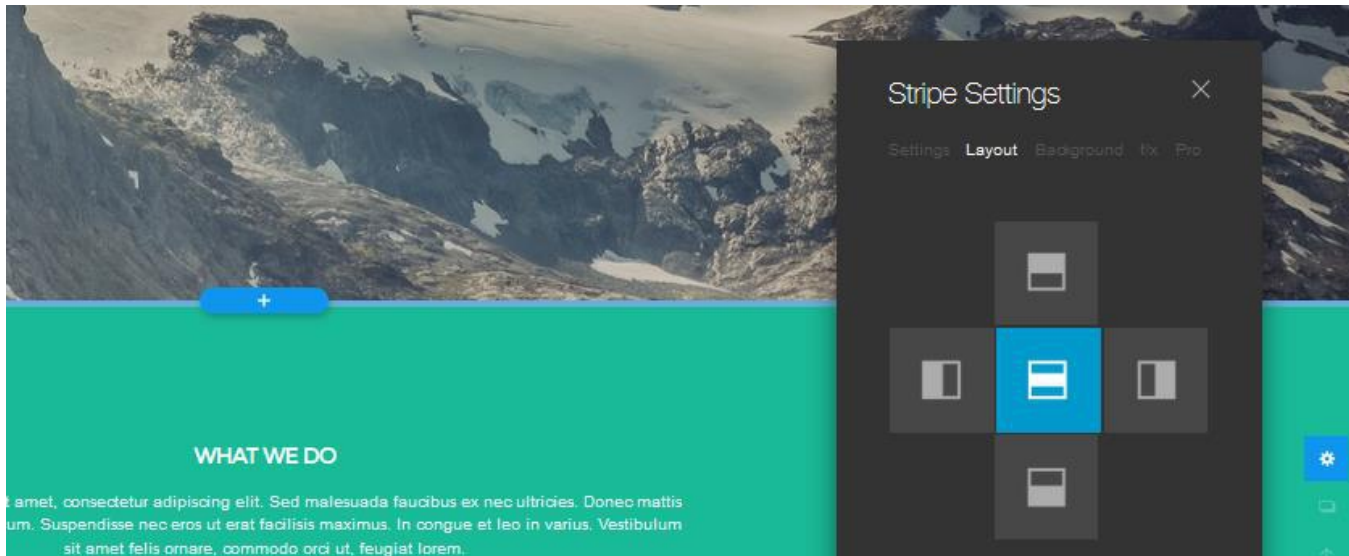 Stripe Settings
Settings Layout Background f/x Pro
WHAT WE DO
t amet, consectetur adipiscing elit. Sed malesuada faucibus ex nec ultricies. Donec mattis
um. Suspendisse nec eros ut erat facilisis maximus. In congue et leo in varius. Vestibulum
sit amet felis ornare, commodo orci ut, feugiat lorem.